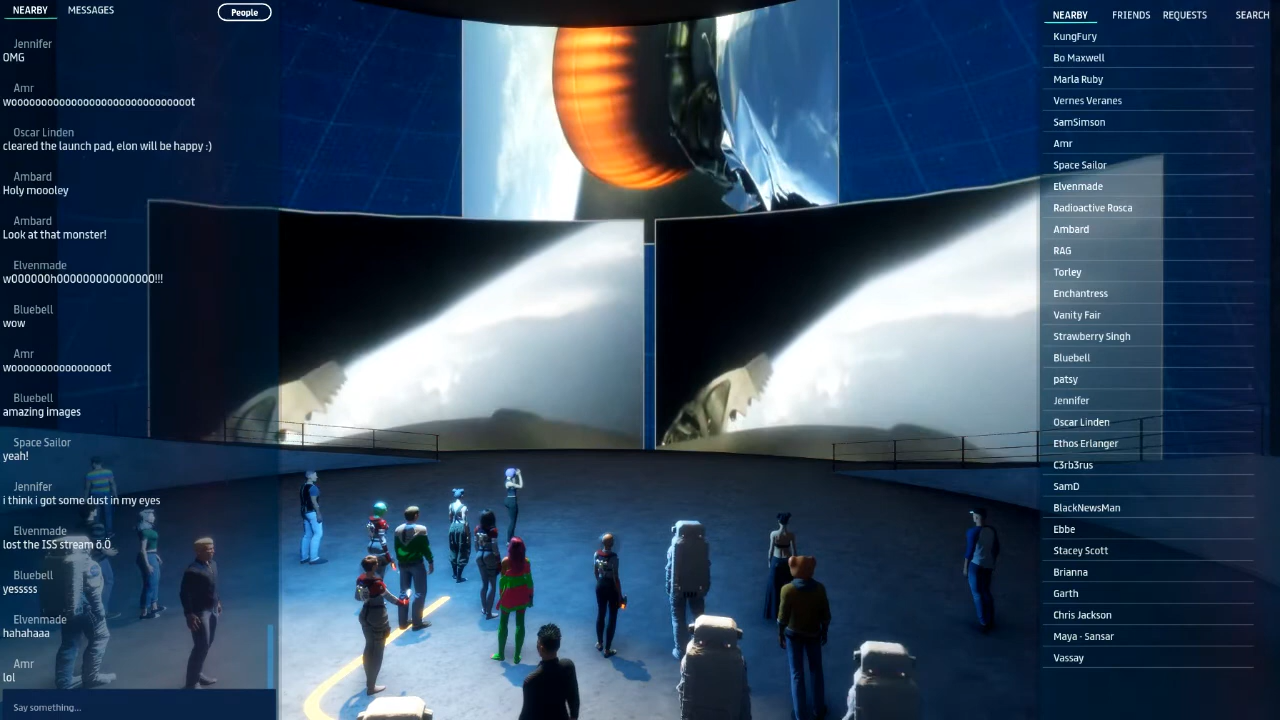 NEARBY MESSAGES People
Jennifer
OMG
Amr
woooooooooooooooooooooooooooooooot
Oscar Linden
cleared the launch pad, elon will be happy :)
Ambard
Holy moooley
Ambard
Look at that monster!
Elvenmade
wOOOOOOhOOOOOOOOOOOOOOOO!!!
Bluebell
wow
Amr
woooooooooooooooot
Bluebell
amazing images
Space Sailor
yeah!
Jennifer
i think i got some dust in my eyes
Elvenmade
lost the ISS stream ö.Ö
Bluebell
yesssss
Elvenmade
hahahaaa
Amr
lol
Say something...
NEARBY FRIENDS REQUESTS SEARCH
KungFury
Bo Maxwell
Marla Ruby
Vernes Veranes
SamSimson
Amr
Space Sailor
Elvenmade
Radioactive Rosca
Ambard
RAG
Torley
Enchantress
Vanity Fair
Strawberry Singh
Bluebell
patsy
Jennifer
Oscar Linden
Ethos Erlanger
C3rb3rus
SamD
BlackNewsMan
Ebbe
Stacey Scott
Brianna
Garth
Chris Jackson
Maya - Sansar
Vassay